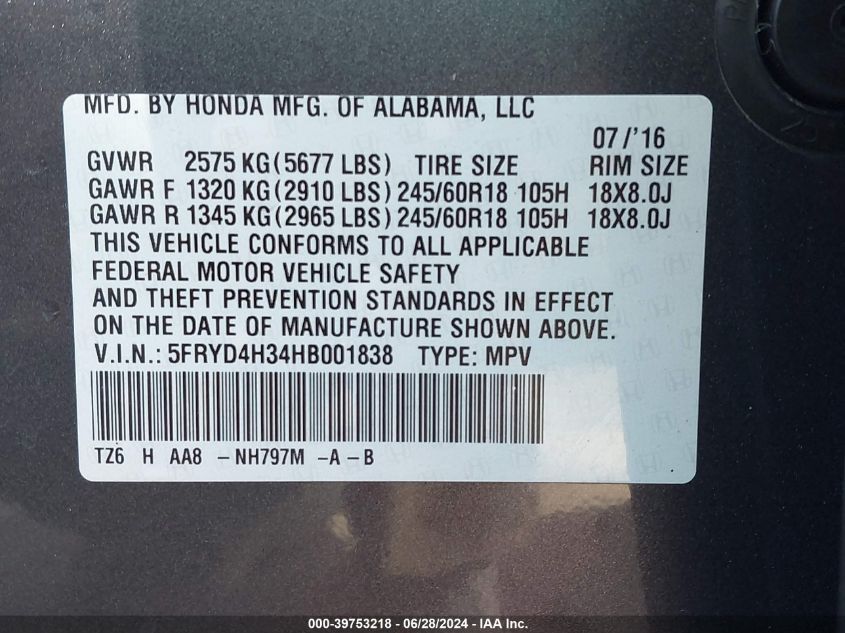 MFD. BY HONDA MFG. OF ALABAMA, LLC
07/'16
GVWR 2575 KG (5677 LBS) TIRE SIZE RIM SIZE
GAWR F 1320 KG (2910 LBS) 245/60R18 105H 18X8.0J
GAWR R 1345 KG (2965 LBS) 245/60R18 105H 18X8.0J
THIS VEHICLE CONFORMS TO ALL APPLICABLE
FEDERAL MOTOR VEHICLE SAFETY
AND THEFT PREVENTION STANDARDS IN EFFECT
ON THE DATE OF MANUFACTURE SHOWN ABOVE.
V.I.N.: 5FRYD4H34HB001838 TYPE: MPV
TZ6 H AA8 -NH797M -A-B
000-39753218 - 06/28/2024 - IAA Inc.